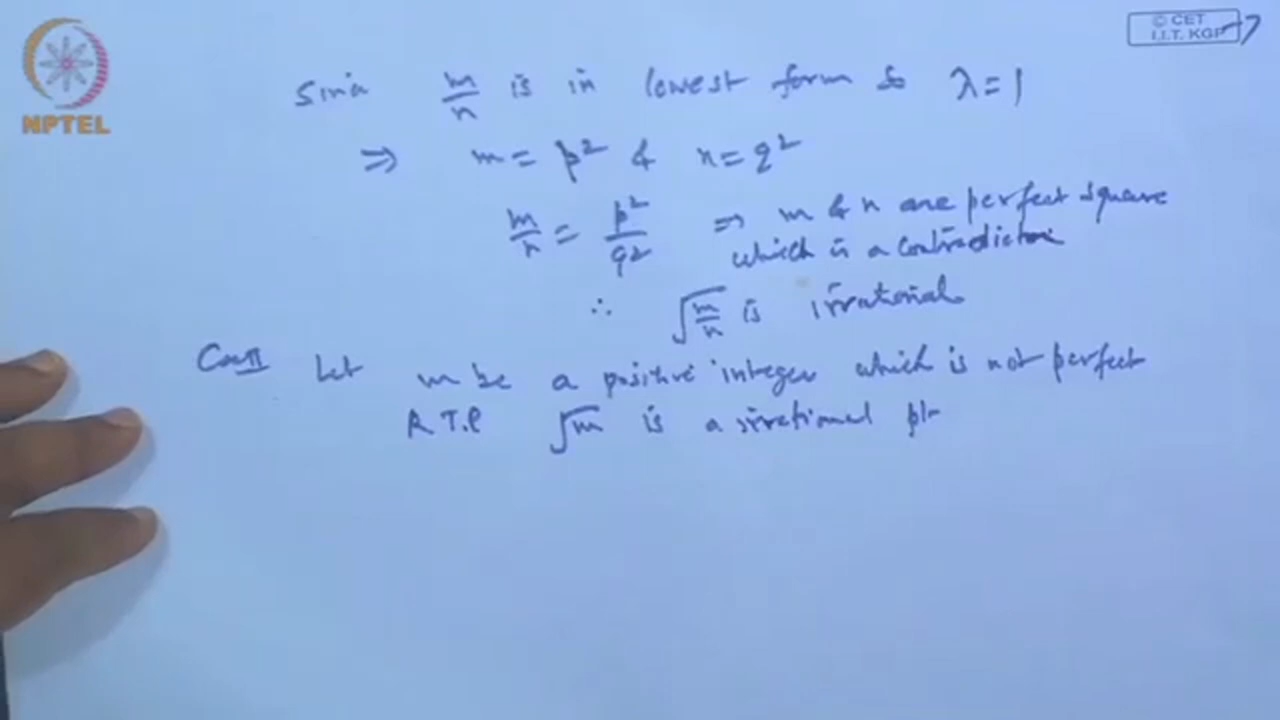 NPTEL
© CET
I.I.T. KGP
7
Since m/n is in lowest form so λ=1
⇒ m = p² & n = q²
m/n = p²/q² ⇒ m & n are perfect square
which is a contradiction
∴ √(m/n) is irrational
Case II Let m be a positive integer which is not perfect
R.T.P √m is a irrational